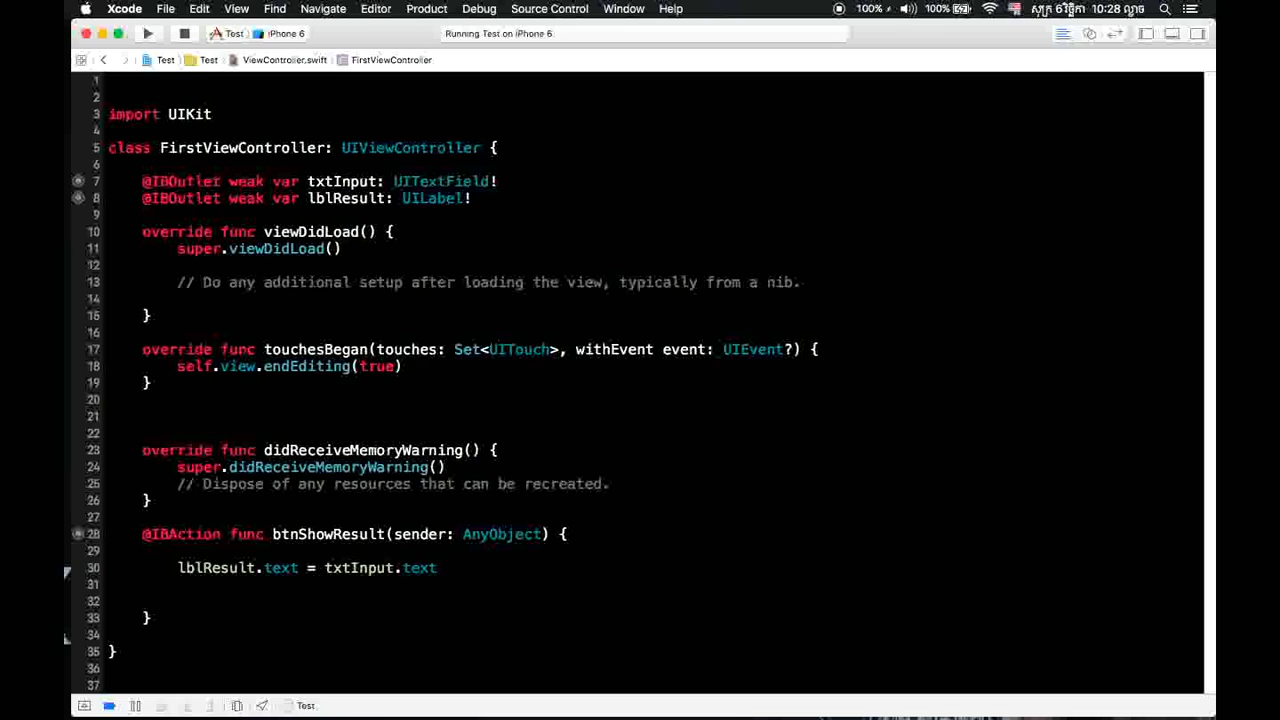 Xcode File Edit View Find Navigate Editor Product Debug Source Control Window Help 100% 100% 10:28 ល្ងាច
Test iPhone 6 Running Test on iPhone 6
Test Test ViewController.swift FirstViewController
1
2
3 import UIKit
4
5 class FirstViewController: UIViewController {
6
7 @IBOutlet weak var txtInput: UITextField!
8 @IBOutlet weak var lblResult: UILabel!
9
10 override func viewDidLoad() {
11 super.viewDidLoad()
12
13 // Do any additional setup after loading the view, typically from a nib.
14
15 }
16
17 override func touchesBegan(touches: Set<UITouch>, withEvent event: UIEvent?) {
18 self.view.endEditing(true)
19 }
20
21
22
23 override func didReceiveMemoryWarning() {
24 super.didReceiveMemoryWarning()
25 // Dispose of any resources that can be recreated.
26 }
27
28 @IBAction func btnShowResult(sender: AnyObject) {
29
30 lblResult.text = txtInput.text
31
32
33 }
34
35 }
36
37
Test